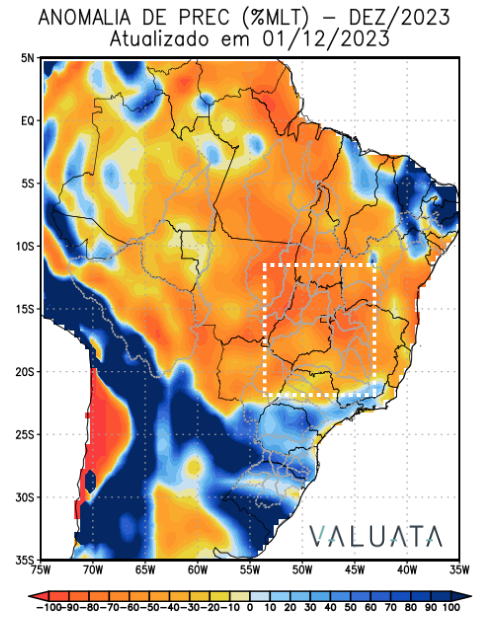 ANOMALIA DE PREC (%MLT) – DEZ/2023
Atualizado em 01/12/2023
5N
EQ
5S
10S
15S
20S
25S
30S
35S
VALUATA
75W 70W 65W 60W 55W 50W 45W 40W 35W
-100 -90 -80 -70 -60 -50 -40 -30 -20 -10 0 10 20 30 40 50 60 70 80 90 100